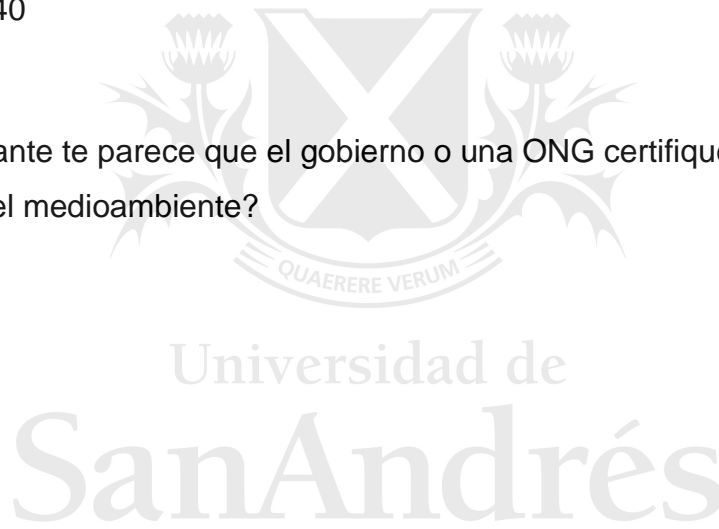 40
ante te parece que el gobierno o una ONG certifique
el medioambiente?
QUAERERE VERUM
Universidad de
SanAndrés